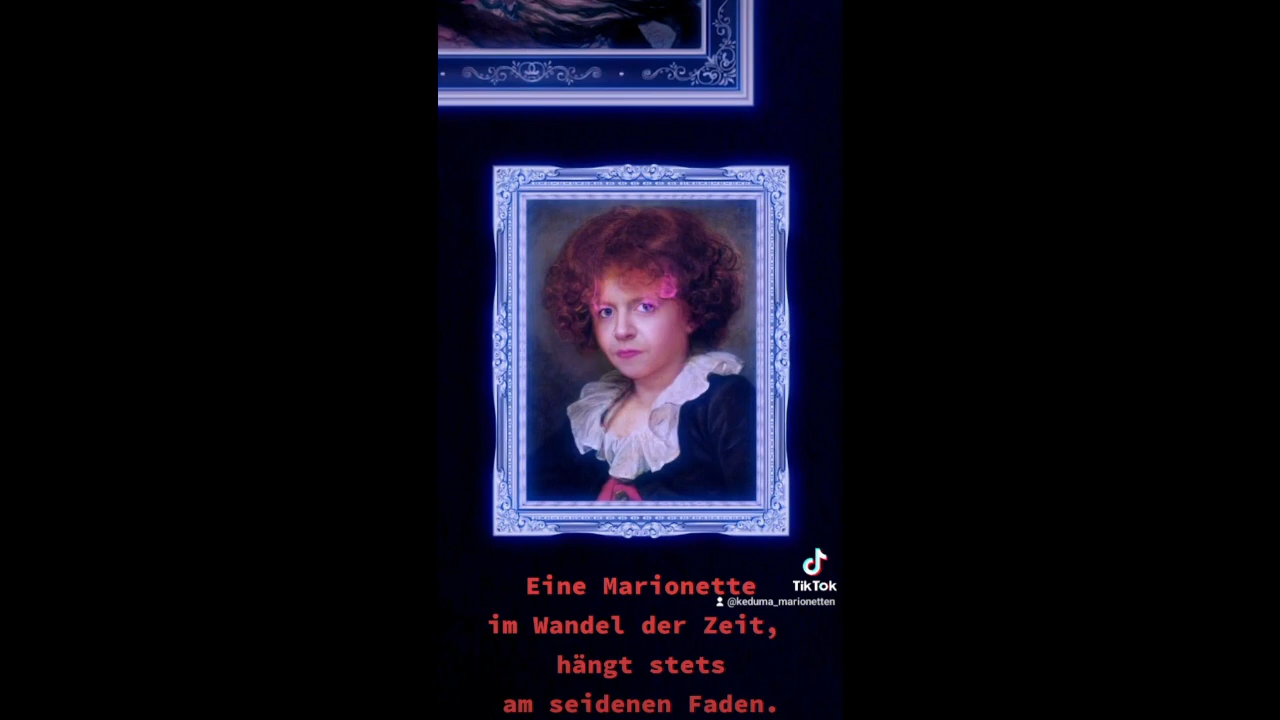 TikTok
@keduma_marionetten
Eine Marionette
im Wandel der Zeit,
hängt stets
am seidenen Faden.